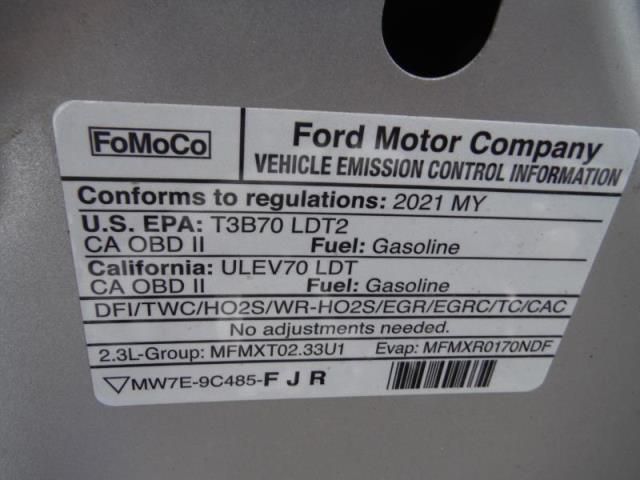 FoMoCo
Ford Motor Company
VEHICLE EMISSION CONTROL INFORMATION
Conforms to regulations: 2021 MY
U.S. EPA: T3B70 LDT2
CA OBD II Fuel: Gasoline
California: ULEV70 LDT
CA OBD II Fuel: Gasoline
DFI/TWC/HO2S/WR-HO2S/EGR/EGRC/TC/CAC
No adjustments needed.
2.3L-Group: MFMXT02.33U1 Evap: MFMXR0170NDF
MW7E-9C485-F J R